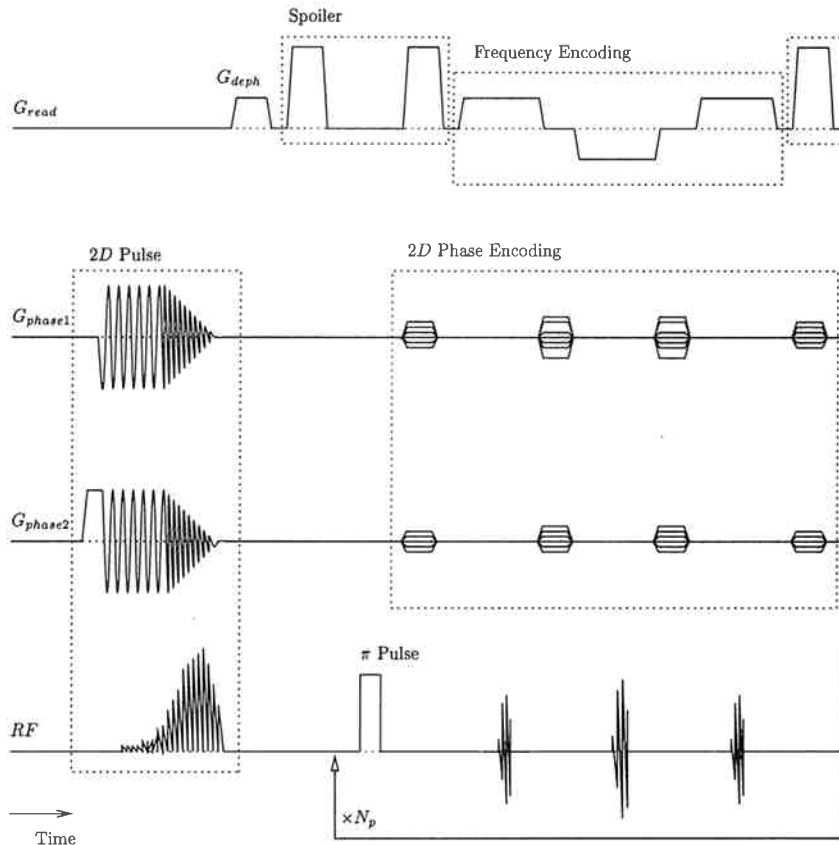 Spoiler
Frequency Encoding
G_deph
G_read
2D Pulse
2D Phase Encoding
G_phase1
G_phase2
π Pulse
RF
×N_p
Time